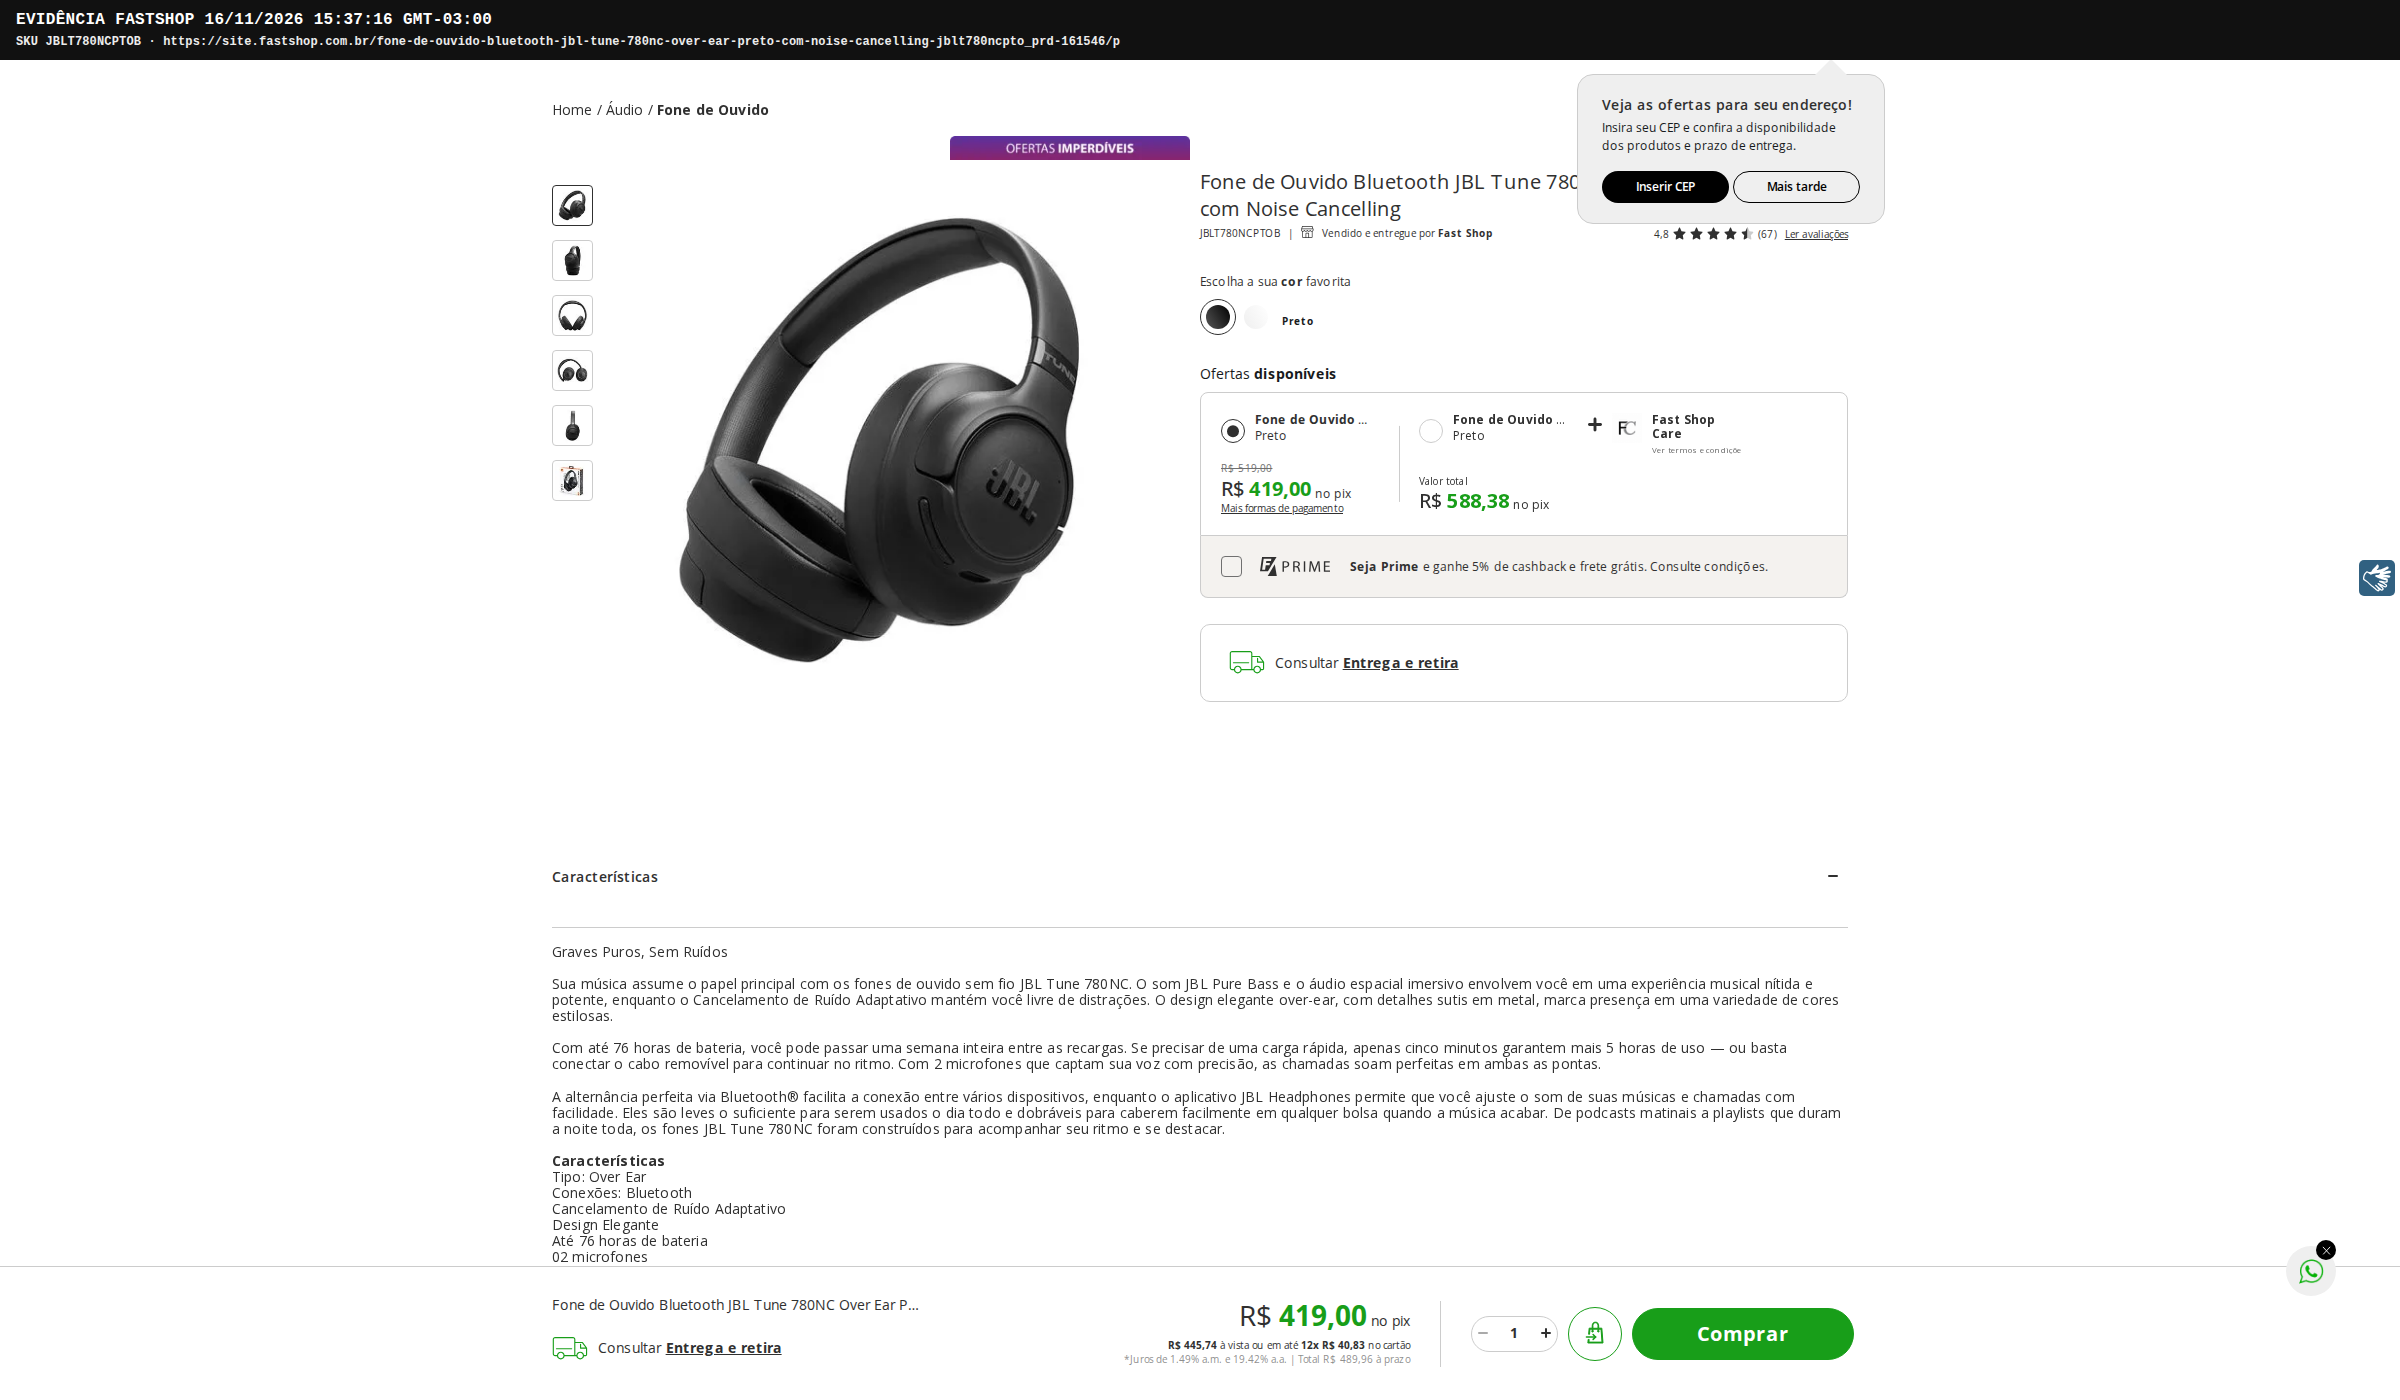 EVIDÊNCIA FASTSHOP 16/11/2026 15:37:16 GMT-03:00
SKU JBLT780NCPTOB · https://site.fastshop.com.br/fone-de-ouvido-bluetooth-jbl-tune-780nc-over-ear-preto-com-noise-cancelling-jblt780ncpto_prd-161546/p
Home / Áudio / Fone de Ouvido
Veja as ofertas para seu endereço!
Insira seu CEP e confira a disponibilidade
dos produtos e prazo de entrega.
Inserir CEP
Mais tarde
OFERTAS IMPERDÍVEIS
Fone de Ouvido Bluetooth JBL Tune 780
com Noise Cancelling
JBLT780NCPTOB | Vendido e entregue por Fast Shop
4,8 (67) Ler avaliações
Escolha a sua cor favorita
Preto
Ofertas disponíveis
Fone de Ouvido ...
Preto
R$ 519,00
R$ 419,00 no pix
Mais formas de pagamento
Fone de Ouvido ...
Preto
+
FC
Fast Shop
Care
Ver termos e condiçõe
Valor total
R$ 588,38 no pix
PRIME
Seja Prime e ganhe 5% de cashback e frete grátis. Consulte condições.
Consultar Entrega e retira
TUNE
JBL
Características
Graves Puros, Sem Ruídos
Sua música assume o papel principal com os fones de ouvido sem fio JBL Tune 780NC. O som JBL Pure Bass e o áudio espacial imersivo envolvem você em uma experiência musical nítida e
potente, enquanto o Cancelamento de Ruído Adaptativo mantém você livre de distrações. O design elegante over-ear, com detalhes sutis em metal, marca presença em uma variedade de cores
estilosas.
Com até 76 horas de bateria, você pode passar uma semana inteira entre as recargas. Se precisar de uma carga rápida, apenas cinco minutos garantem mais 5 horas de uso — ou basta
conectar o cabo removível para continuar no ritmo. Com 2 microfones que captam sua voz com precisão, as chamadas soam perfeitas em ambas as pontas.
A alternância perfeita via Bluetooth® facilita a conexão entre vários dispositivos, enquanto o aplicativo JBL Headphones permite que você ajuste o som de suas músicas e chamadas com
facilidade. Eles são leves o suficiente para serem usados o dia todo e dobráveis para caberem facilmente em qualquer bolsa quando a música acabar. De podcasts matinais a playlists que duram
a noite toda, os fones JBL Tune 780NC foram construídos para acompanhar seu ritmo e se destacar.
Características
Tipo: Over Ear
Conexões: Bluetooth
Cancelamento de Ruído Adaptativo
Design Elegante
Até 76 horas de bateria
02 microfones
Fone de Ouvido Bluetooth JBL Tune 780NC Over Ear P...
Consultar Entrega e retira
R$ 419,00 no pix
R$ 445,74 à vista ou em até 12x R$ 40,83 no cartão
*Juros de 1.49% a.m. e 19.42% a.a. | Total R$ 489,96 à prazo
− 1 +
Comprar